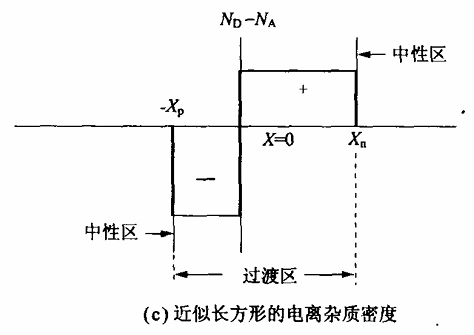 N_D-N_A
中性区
+
-X_p
X=0
X_n
—
中性区
过渡区
(c) 近似长方形的电离杂质密度